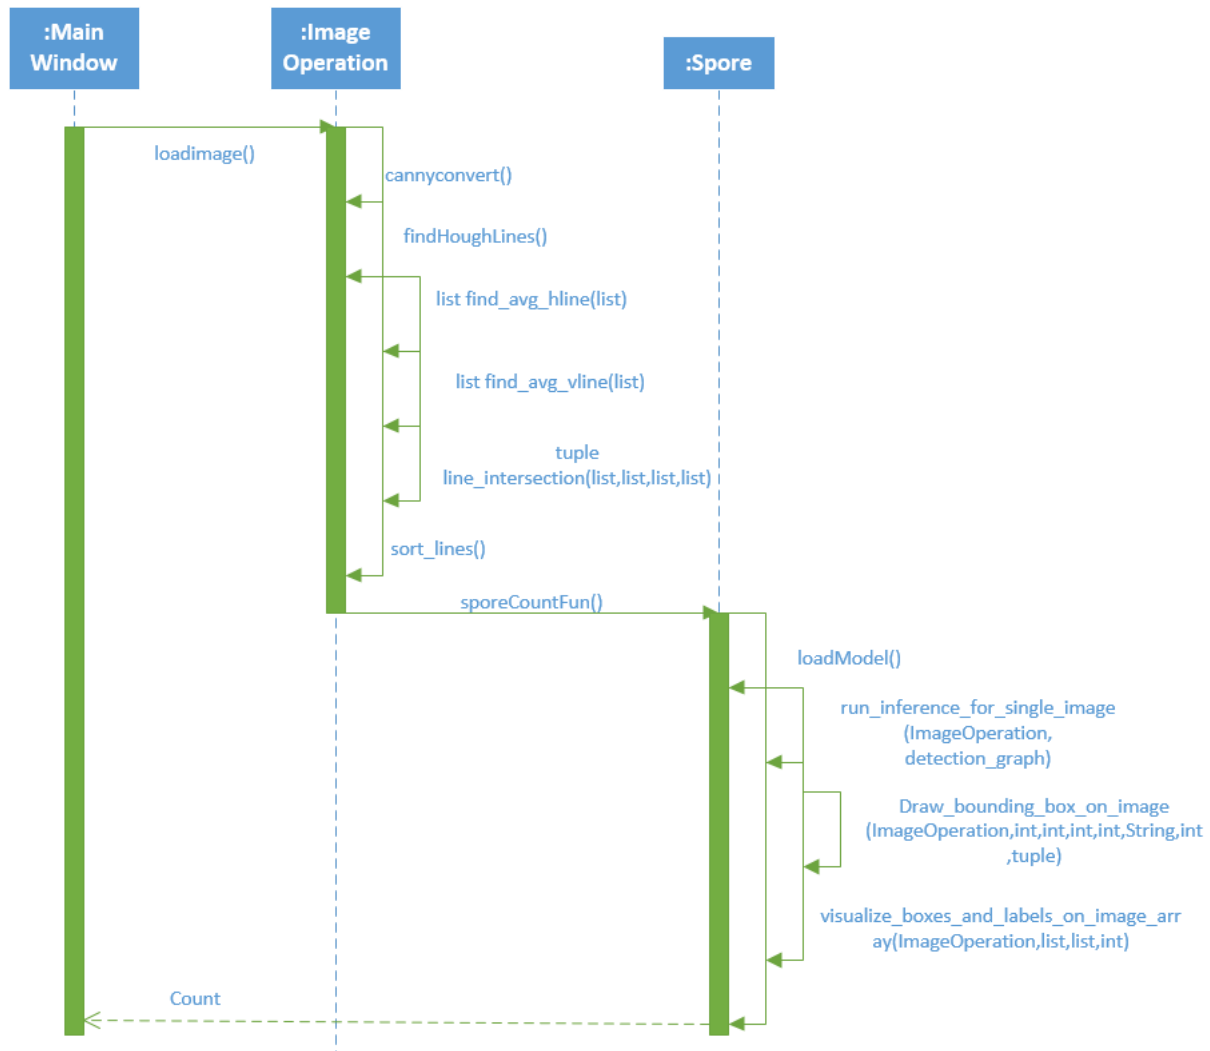 :Main
Window
:Image
Operation
:Spore
loadimage()
cannyconvert()
findHoughLines()
list find_avg_hline(list)
list find_avg_vline(list)
tuple
line_intersection(list,list,list,list)
sort_lines()
sporeCountFun()
loadModel()
run_inference_for_single_image
(ImageOperation,
detection_graph)
Draw_bounding_box_on_image
(ImageOperation,int,int,int,int,String,int
,tuple)
visualize_boxes_and_labels_on_image_arr
ay(ImageOperation,list,list,int)
Count